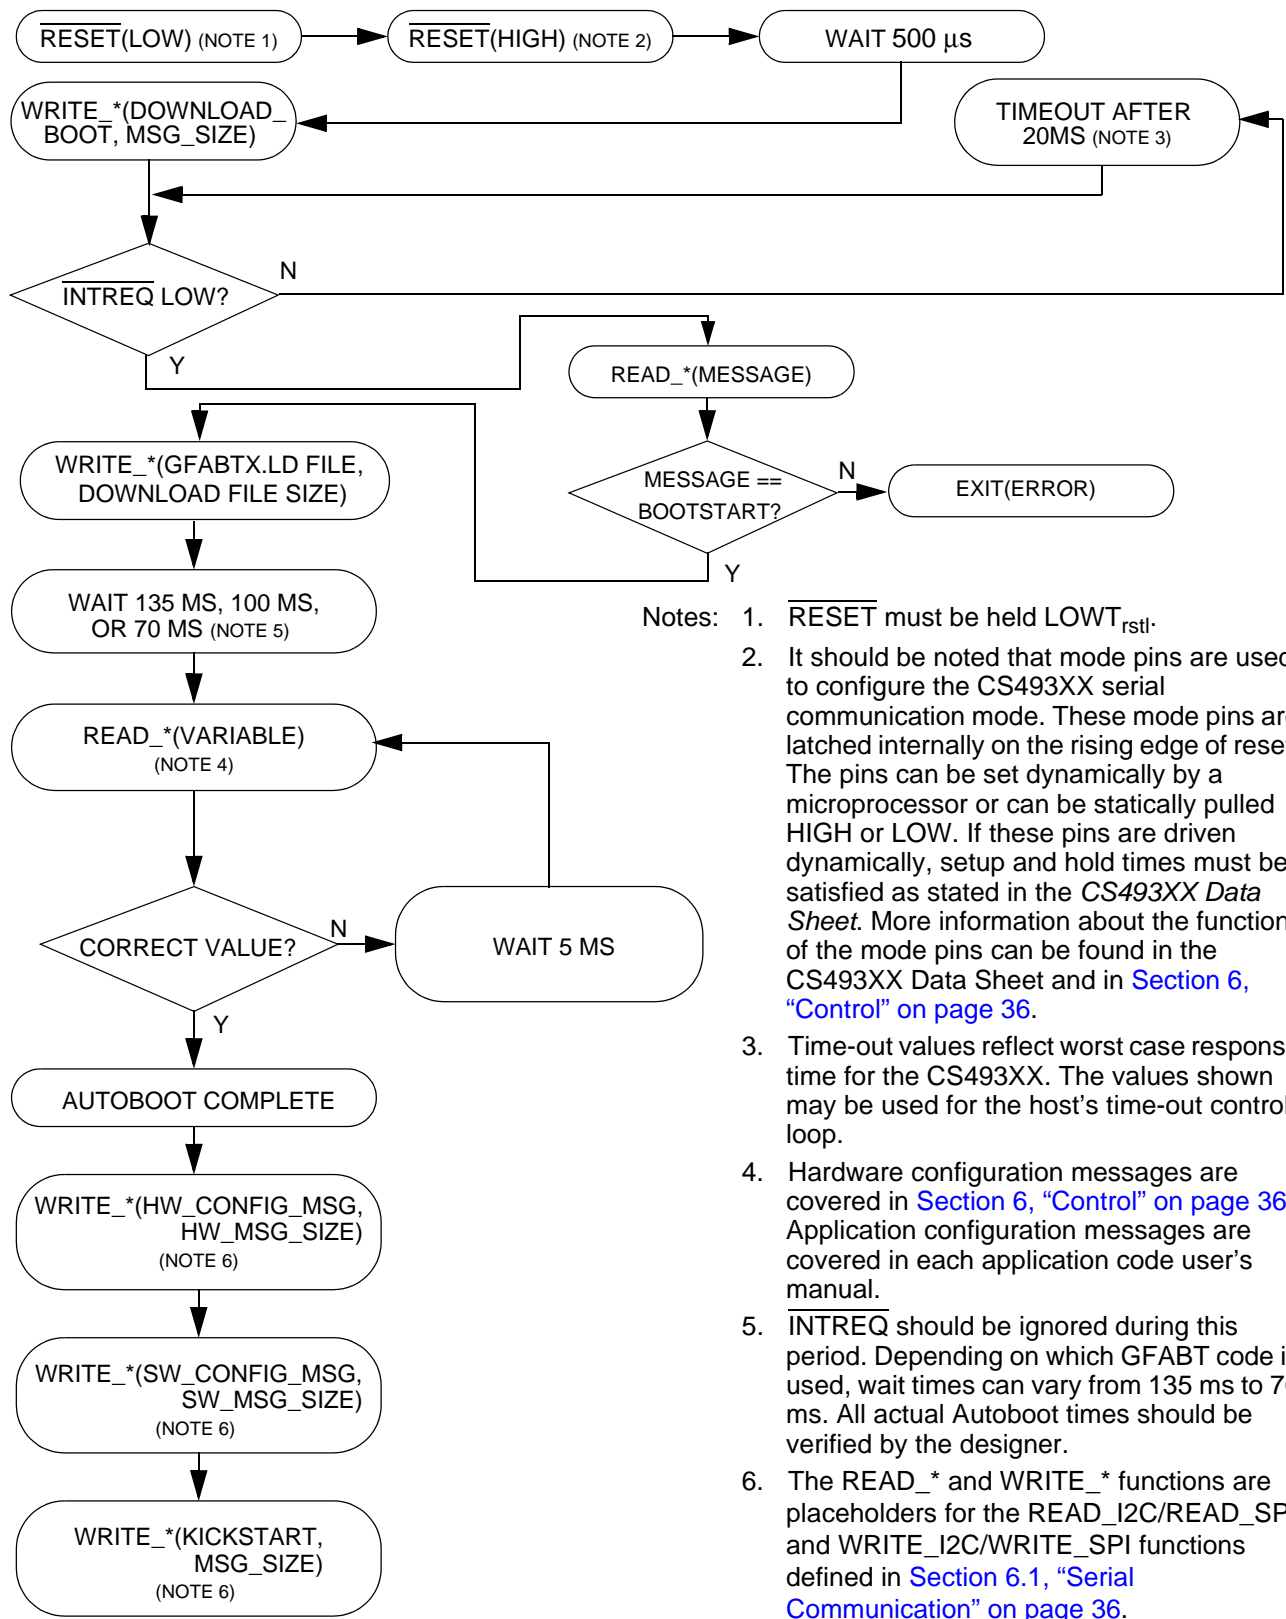 RESET(LOW) (NOTE 1)
RESET(HIGH) (NOTE 2)
WAIT 500 µs
WRITE_*(DOWNLOAD_
BOOT, MSG_SIZE)
TIMEOUT AFTER
20MS (NOTE 3)
INTREQ LOW?
N
Y
READ_*(MESSAGE)
MESSAGE ==
BOOTSTART?
N
EXIT(ERROR)
Y
WRITE_*(GFABTX.LD FILE,
DOWNLOAD FILE SIZE)
WAIT 135 MS, 100 MS,
OR 70 MS (NOTE 5)
READ_*(VARIABLE)
(NOTE 4)
CORRECT VALUE?
N
WAIT 5 MS
Y
AUTOBOOT COMPLETE
WRITE_*(HW_CONFIG_MSG,
HW_MSG_SIZE)
(NOTE 6)
WRITE_*(SW_CONFIG_MSG,
SW_MSG_SIZE)
(NOTE 6)
WRITE_*(KICKSTART,
MSG_SIZE)
(NOTE 6)
Notes: 1. RESET must be held LOWTrstl.
2. It should be noted that mode pins are used
to configure the CS493XX serial
communication mode. These mode pins are
latched internally on the rising edge of reset
The pins can be set dynamically by a
microprocessor or can be statically pulled
HIGH or LOW. If these pins are driven
dynamically, setup and hold times must be
satisfied as stated in the CS493XX Data
Sheet. More information about the function
of the mode pins can be found in the
CS493XX Data Sheet and in Section 6,
“Control” on page 36.
3. Time-out values reflect worst case respons
time for the CS493XX. The values shown
may be used for the host's time-out control
loop.
4. Hardware configuration messages are
covered in Section 6, “Control” on page 36
Application configuration messages are
covered in each application code user's
manual.
5. INTREQ should be ignored during this
period. Depending on which GFABT code i
used, wait times can vary from 135 ms to 70
ms. All actual Autoboot times should be
verified by the designer.
6. The READ_* and WRITE_* functions are
placeholders for the READ_I2C/READ_SP
and WRITE_I2C/WRITE_SPI functions
defined in Section 6.1, “Serial
Communication” on page 36.